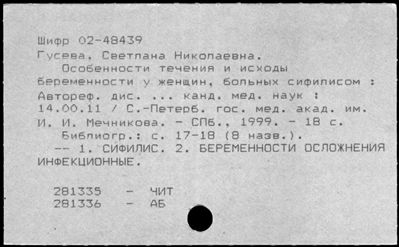 Шифр 02-48439
Гусева, Светлана Николаевна.
Особенности течения и исходы
беременности у женщин, больных сифилисом :
Автореф. дис. ... канд. мед. наук :
14.00.11 / С.-Петерб. гос. мед. акад. им.
И. И. Мечникова. - СПб., 1999. - 18 с.
Библиогр.: с. 17-18 (8 назв.).
-- 1. СИФИЛИС. 2. БЕРЕМЕННОСТИ ОСЛОЖНЕНИЯ
ИНФЕКЦИОННЫЕ.
281335 - ЧИТ
281336 - АБ